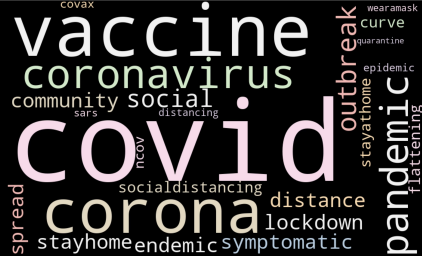 covax
wearamask
vaccine
curve
quarantine
outbreak
coronavirus
epidemic
community
social
stayathome
pandemic
flattening
sars
distancing
covid
ncov
socialdistancing
spread
corona
distance
lockdown
stayhome
endemic
symptomatic